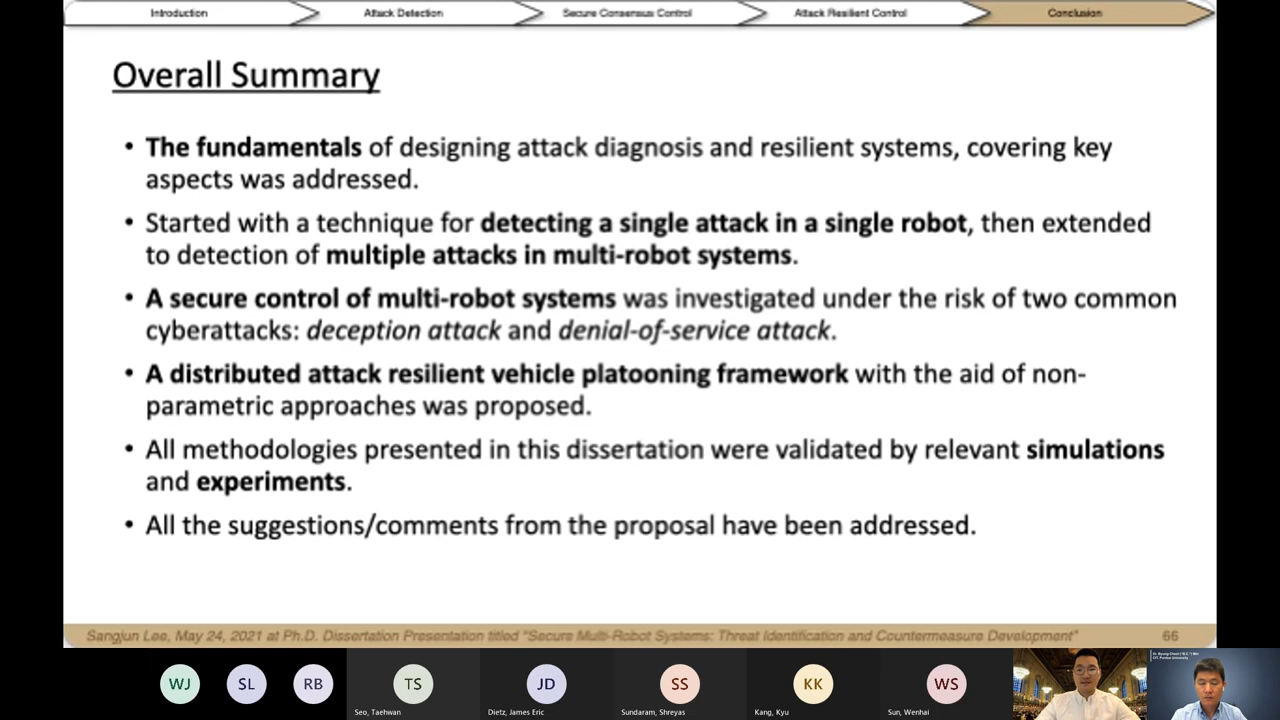 Introduction
Attack Detection
Secure Consensus Control
Attack Resilient Control
Conclusion
Overall Summary
• The fundamentals of designing attack diagnosis and resilient systems, covering key
aspects was addressed.
• Started with a technique for detecting a single attack in a single robot, then extended
to detection of multiple attacks in multi-robot systems.
• A secure control of multi-robot systems was investigated under the risk of two common
cyberattacks: deception attack and denial-of-service attack.
• A distributed attack resilient vehicle platooning framework with the aid of non-
parametric approaches was proposed.
• All methodologies presented in this dissertation were validated by relevant simulations
and experiments.
• All the suggestions/comments from the proposal have been addressed.
Sangjun Lee, May 24, 2021 at Ph.D. Dissertation Presentation titled "Secure Multi-Robot Systems: Threat Identification and Countermeasure Development"
66
WJ
SL
RB
TS
JD
SS
KK
WS
Seo, Taehwan
Dietz, James Eric
Sundaram, Shreyas
Kang, Kyu
Sun, Wenhai
CIT, Purdue University